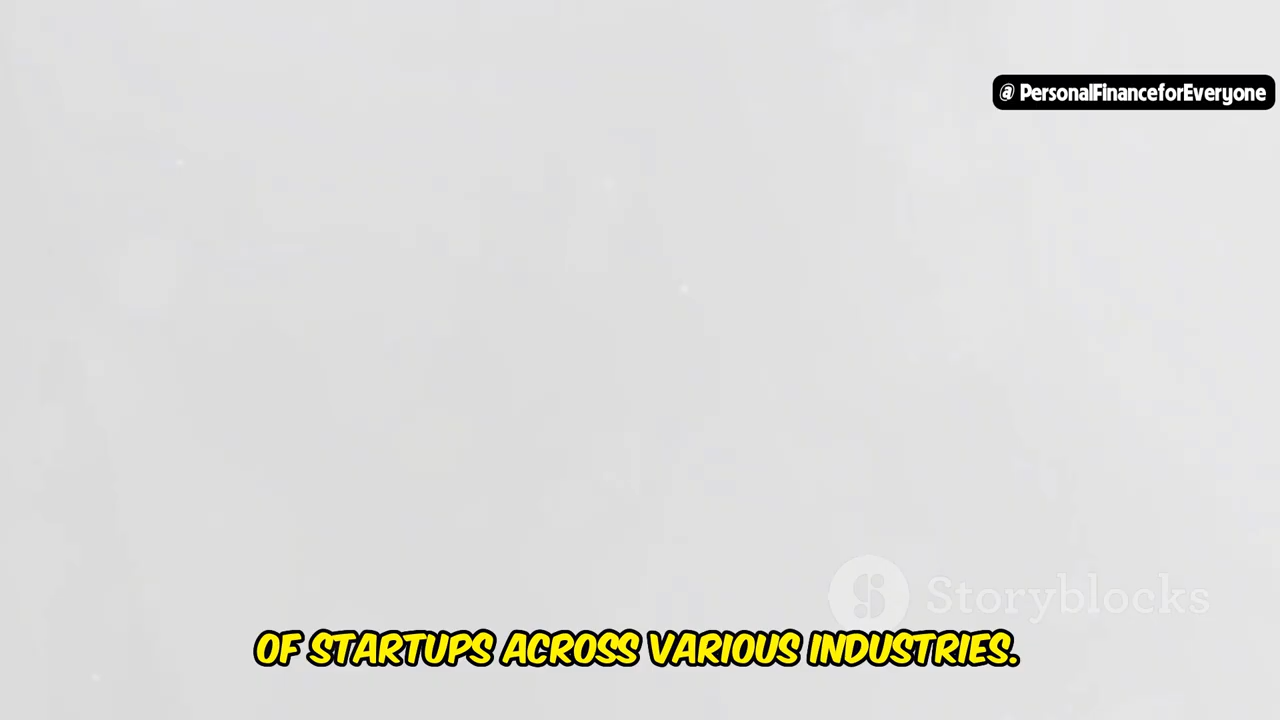 @ PersonalFinanceforEveryone
Storyblocks
OF STARTUPS ACROSS VARIOUS INDUSTRIES.